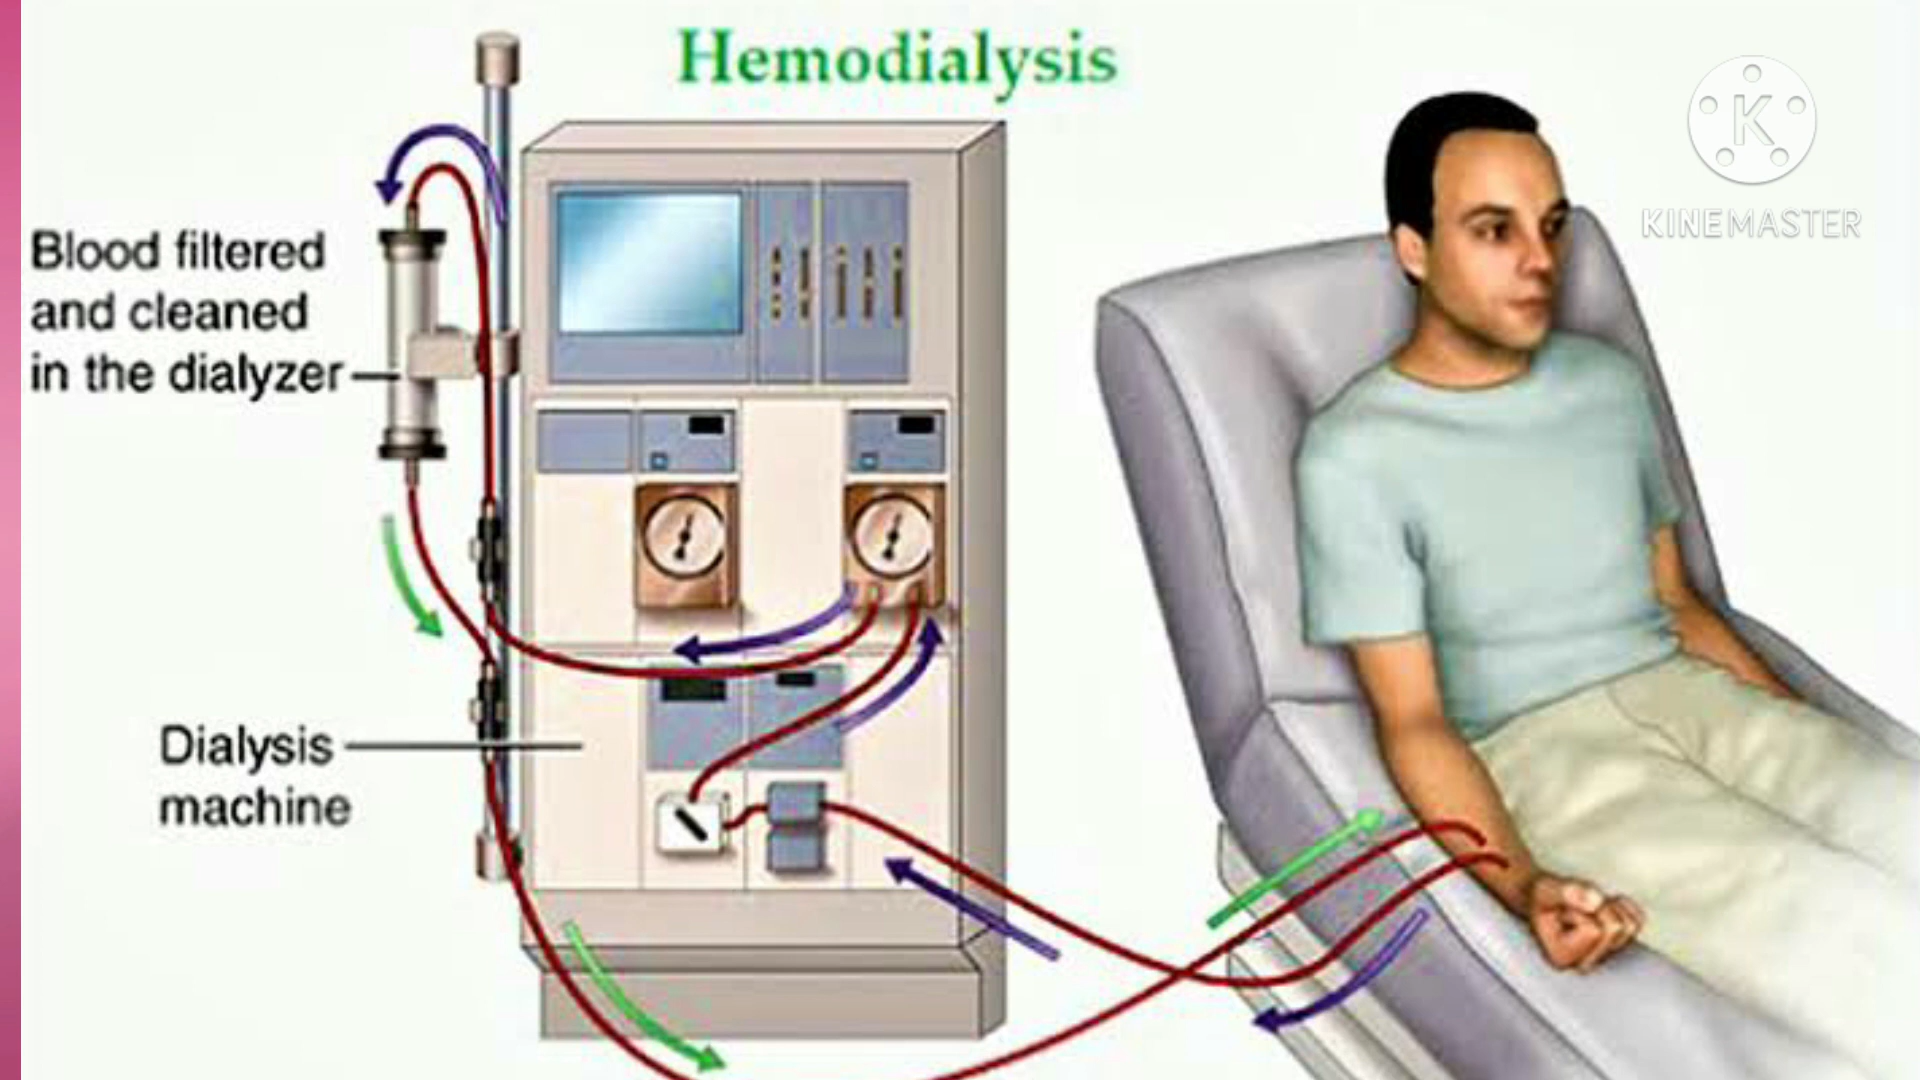 Hemodialysis
K
KINEMASTER
Blood filtered
and cleaned
in the dialyzer
Dialysis
machine